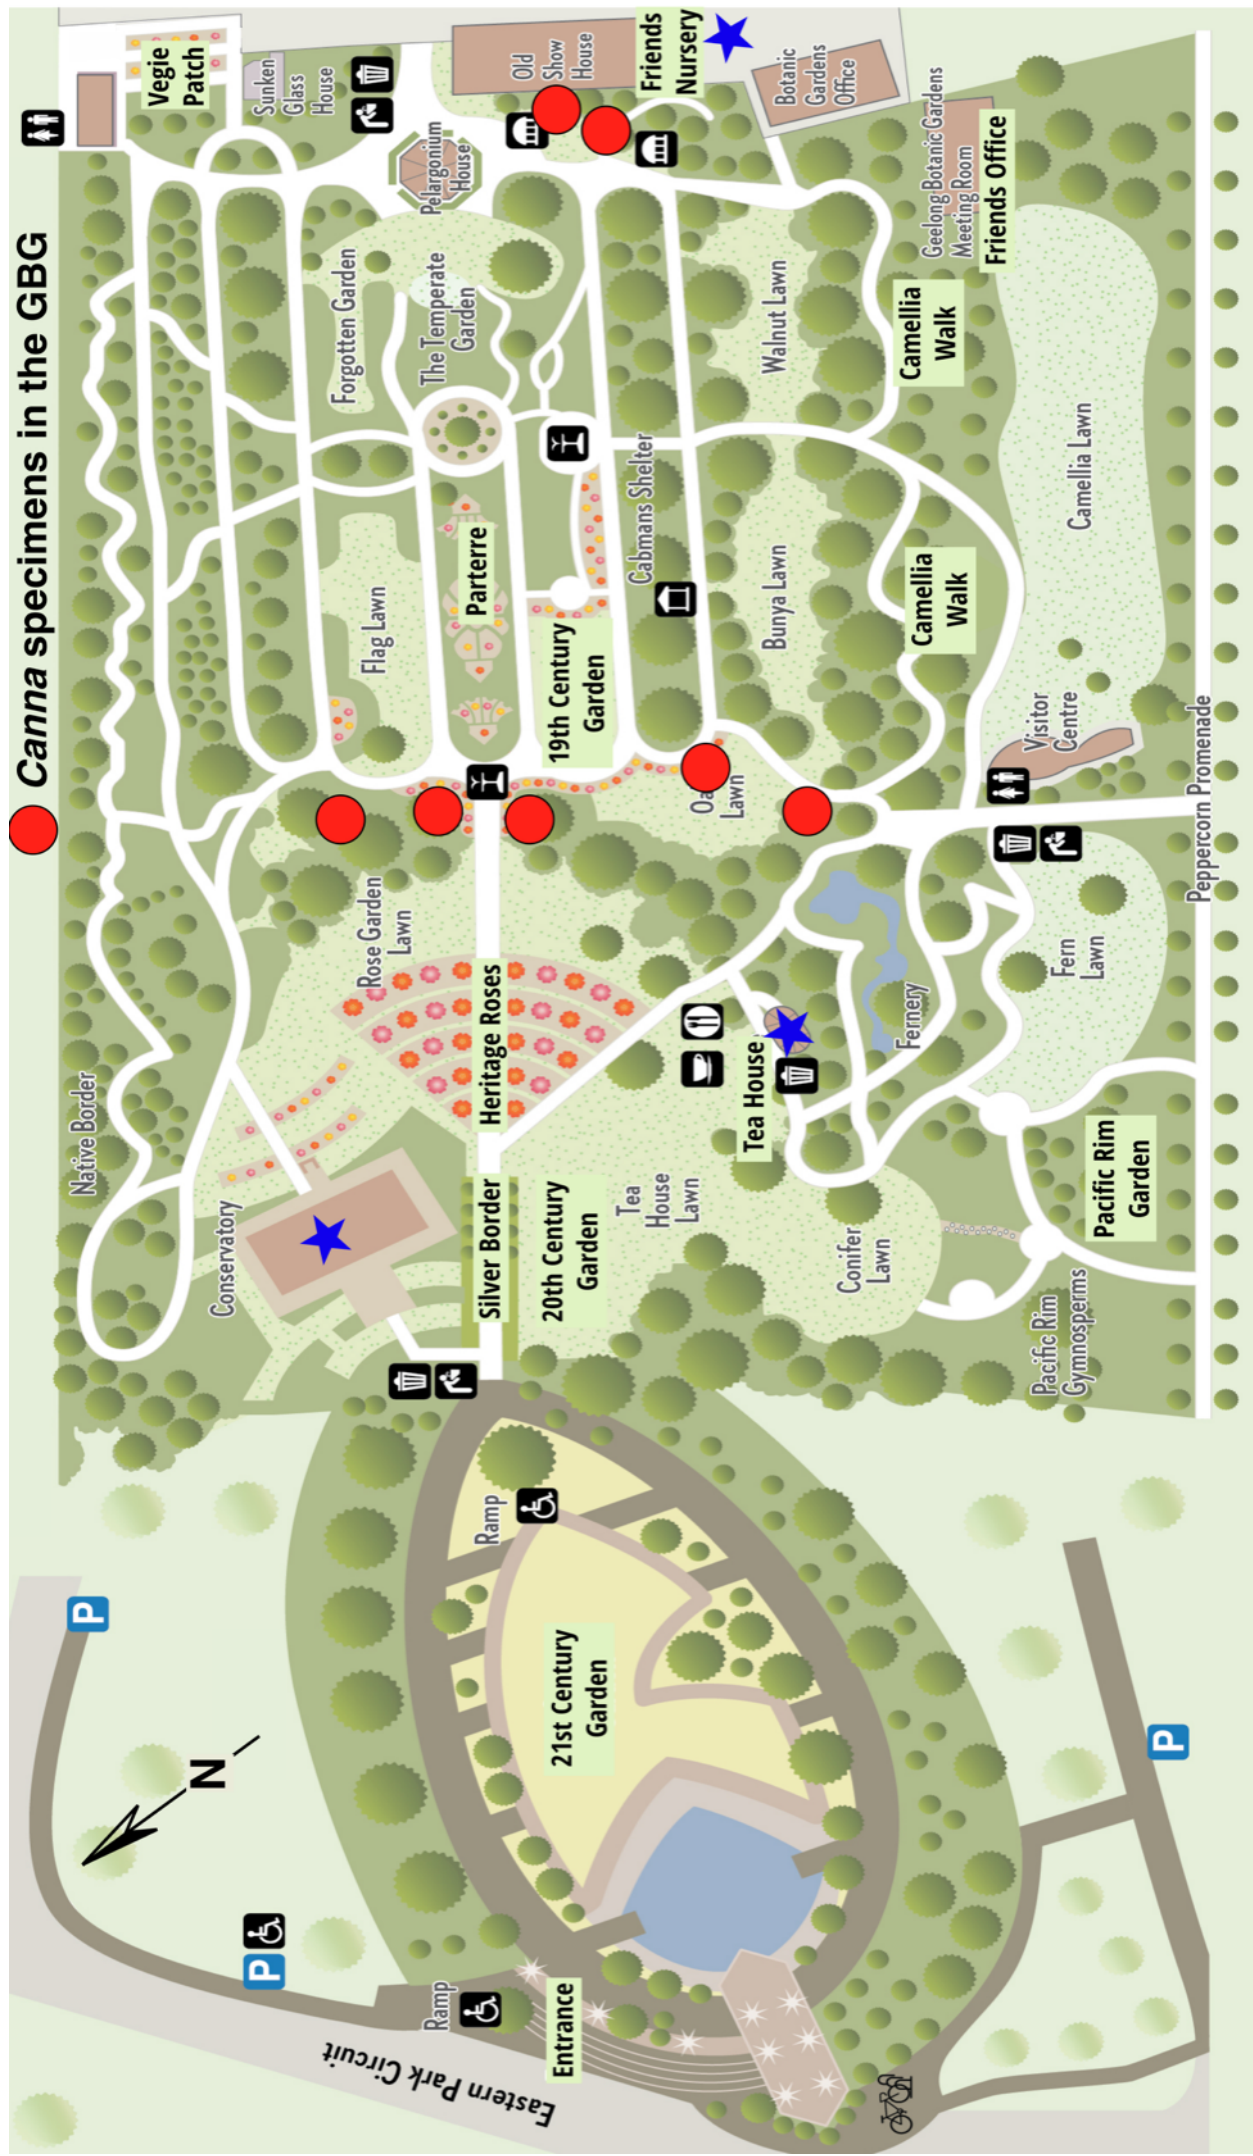 Canna specimens in the GBG
Native Border
Vegie
Patch
Sunken
Glass
House
Conservatory
Rose Garden
Lawn
Flag Lawn
Forgotten Garden
The Temperate
Garden
Pelargonium
House
Old
Show
House
Friends
Nursery
Botanic
Gardens
Office
Silver Border
Heritage Roses
Parterre
20th Century
Garden
19th Century
Garden
Cabmans Shelter
Tea
House
Lawn
Tea House
Lawn
Bunya Lawn
Walnut Lawn
Conifer
Lawn
Fernery
Camellia
Walk
Camellia
Walk
Geelong Botanic Gardens
Meeting Room
Friends Office
Pacific Rim
Gymnosperms
Pacific Rim
Garden
Fern
Lawn
Visitor
Centre
Camellia Lawn
Peppercorn Promenade
P
N
P
Ramp
Eastern Park Circuit
Entrance
21st Century
Garden
Ramp
P